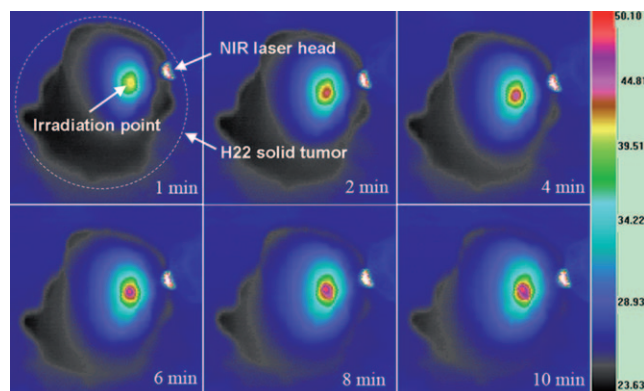 NIR laser head
Irradiation point
H22 solid tumor
1 min
2 min
4 min
6 min
8 min
10 min
50.10
44.81
39.51
34.22
28.93
23.63